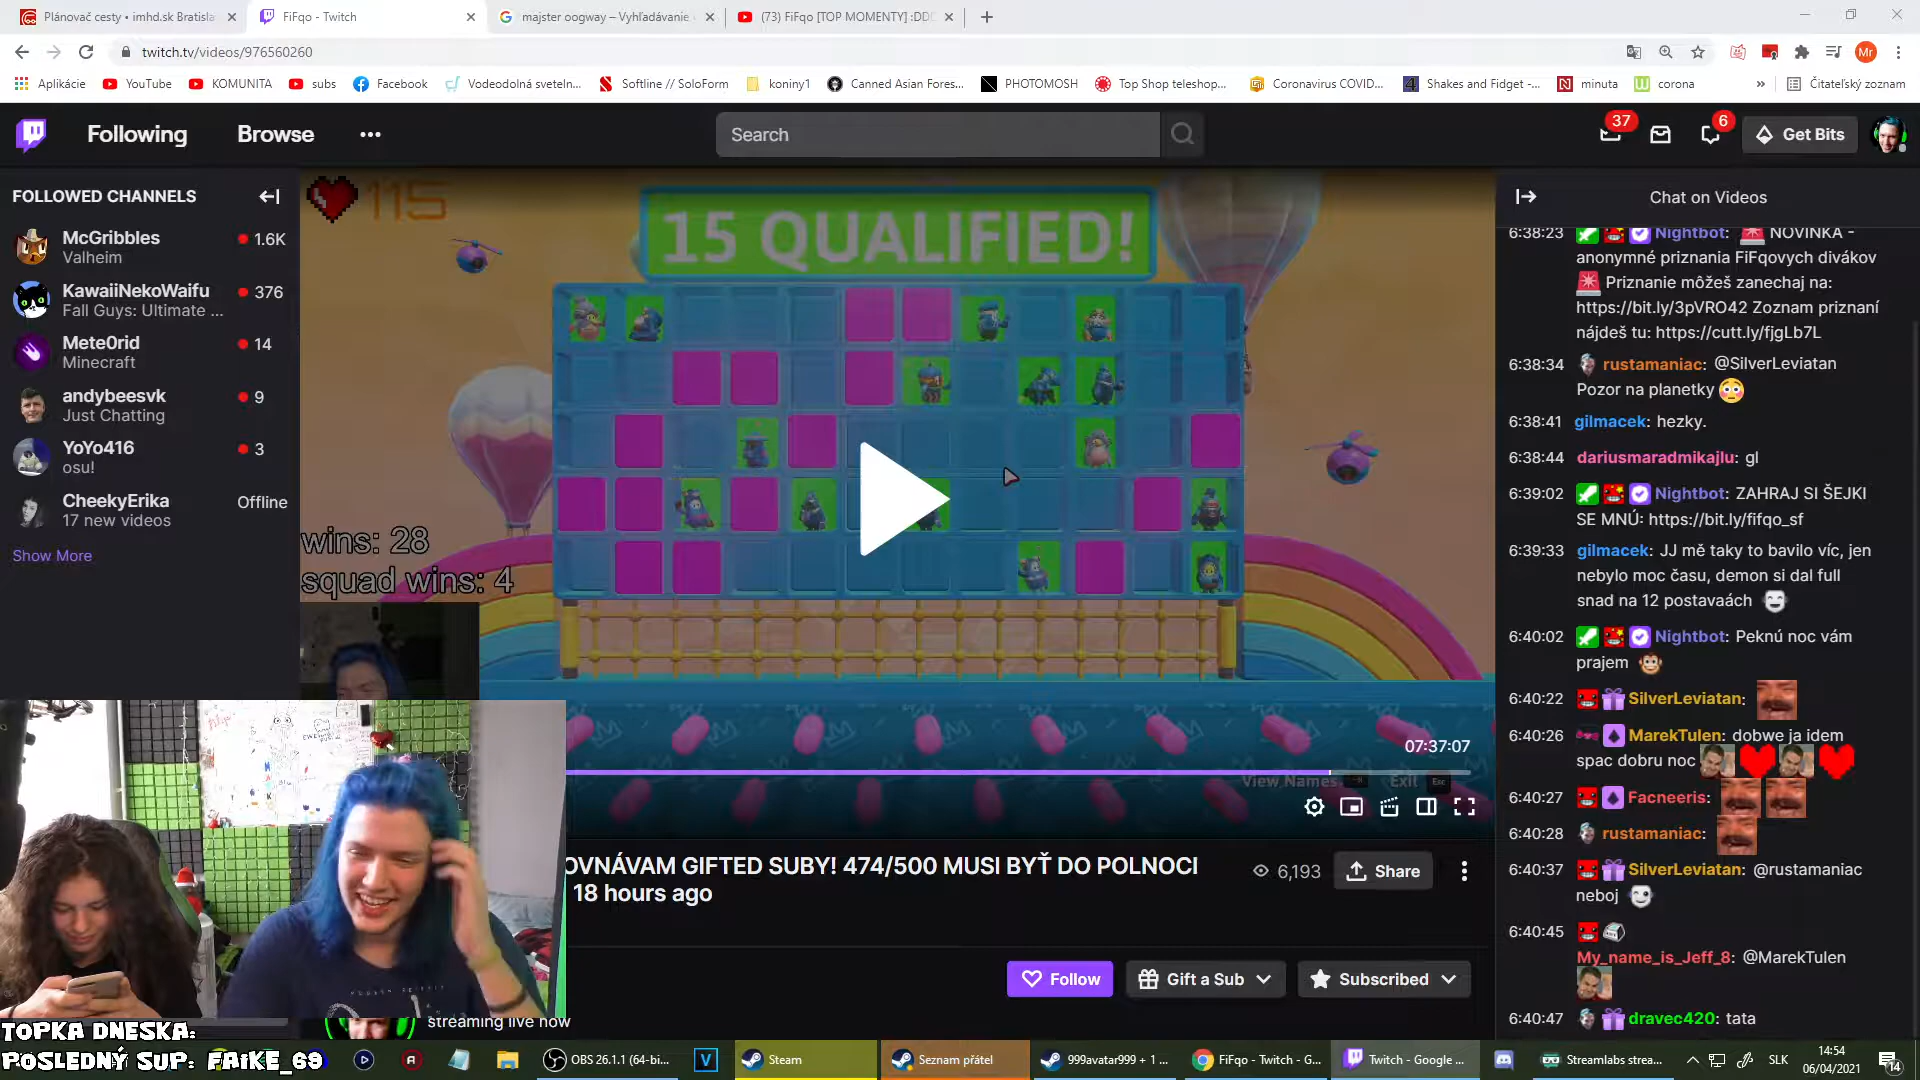 Plánovač cesty • imhd.sk Bratisla
FiFqo - Twitch
majster oogway – Vyhľadávanie
(73) FiFqo [TOP MOMENTY] :DDD
twitch.tv/videos/976560260
Mr
Aplikácie
YouTube
KOMUNITA
subs
Facebook
Vodeodolná sveteln...
Softline // SoloForm
koniny1
Canned Asian Fores...
PHOTOMOSH
Top Shop teleshop...
Coronavirus COVID...
Shakes and Fidget -...
minuta
corona
»
Čitateľský zoznam
Following
Browse
Search
37
6
Get Bits
FOLLOWED CHANNELS
McGribbles
1.6K
Valheim
KawaiiNekoWaifu
376
Fall Guys: Ultimate ...
Mete0rid
14
Minecraft
andybeesvk
9
Just Chatting
YoYo416
3
osu!
CheekyErika
Offline
17 new videos
Show More
115
15 QUALIFIED!
wins: 28
squad wins: 4
07:37:07
View Names
Exit
Esc
OVNÁVAM GIFTED SUBY! 474/500 MUSI BYŤ DO POLNOCI
18 hours ago
6,193
Share
Follow
Gift a Sub
Subscribed
streaming live now
Chat on Videos
6:38:23 Nightbot: NOVINKA -
anonymné priznania FiFqovych divákov
Priznanie môžeš zanechaj na:
https://bit.ly/3pVRO42 Zoznam priznaní
nájdeš tu: https://cutt.ly/fjgLb7L
6:38:34 rustamaniac: @SilverLeviatan
Pozor na planetky
6:38:41 gilmacek: hezky.
6:38:44 dariusmaradmikajlu: gl
6:39:02 Nightbot: ZAHRAJ SI ŠEJKI
SE MNÚ: https://bit.ly/fifqo_sf
6:39:33 gilmacek: JJ mě taky to bavilo víc, jen
nebylo moc času, demon si dal full
snad na 12 postavaách
6:40:02 Nightbot: Peknú noc vám
prajem
6:40:22 SilverLeviatan:
6:40:26 MarekTulen: dobwe ja idem
spac dobru noc
6:40:27 Facneeris:
6:40:28 rustamaniac:
6:40:37 SilverLeviatan: @rustamaniac
neboj
6:40:45
My_name_is_Jeff_8: @MarekTulen
6:40:47 dravec420: tata
TOPKA DNESKA:
POSLEDNÝ SUP: FAIKE_69
OBS 26.1.1 (64-bi...
Steam
Seznam přátel
999avatar999 + 1 ...
FiFqo - Twitch - G...
Twitch - Google ...
Streamlabs strea...
SLK
14:54
06/04/2021
14